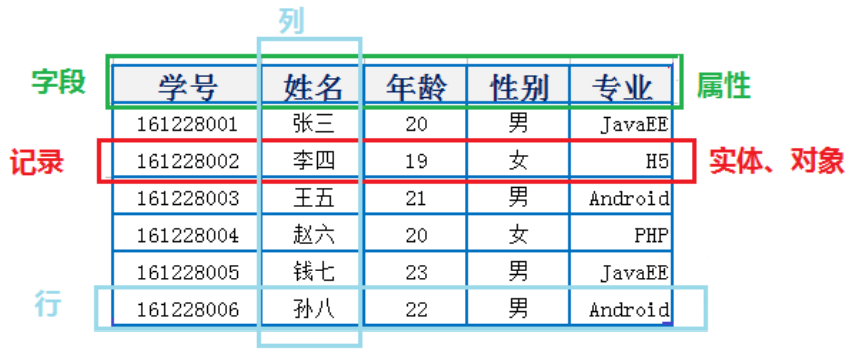 列
字段 学号 姓名 年龄 性别 专业 属性
161228001 张三 20 男 JavaEE
记录 161228002 李四 19 女 H5 实体、对象
161228003 王五 21 男 Android
161228004 赵六 20 女 PHP
161228005 钱七 23 男 JavaEE
行 161228006 孙八 22 男 Android